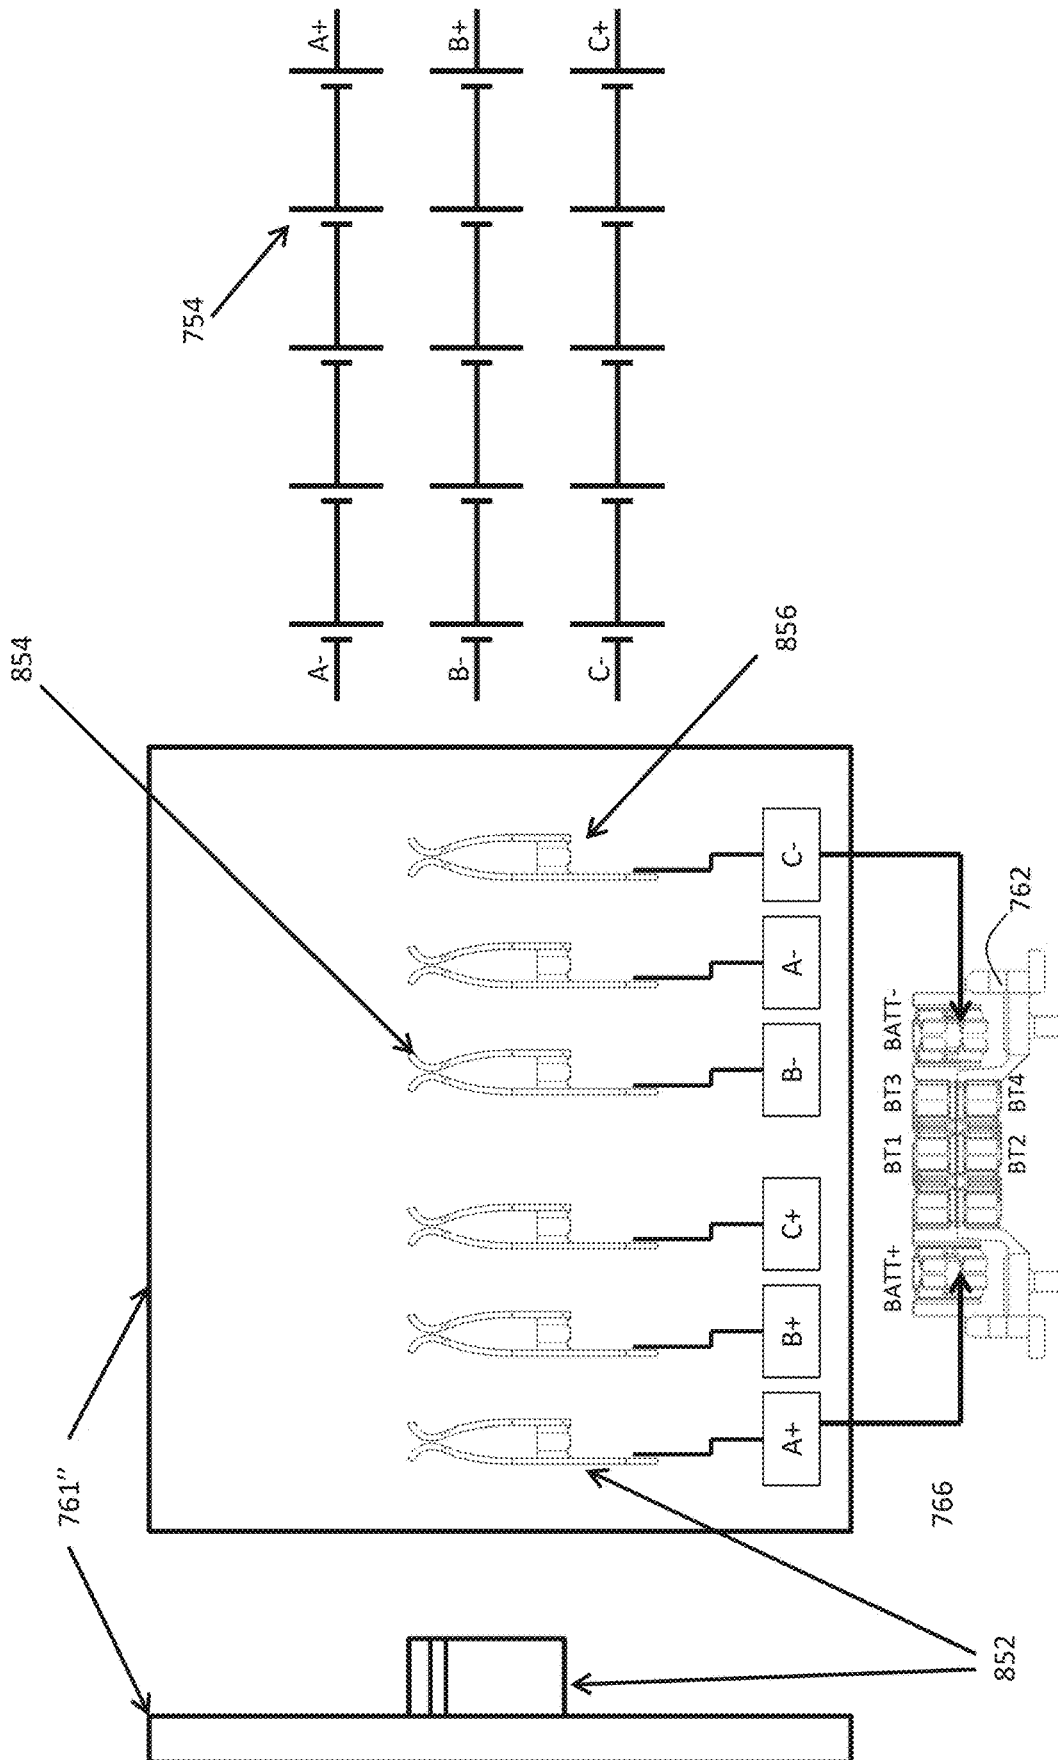 A+
B+
C+
754
A-
B-
C-
854
856
761”
A+
B+
C+
B-
A-
C-
766
BATT+
BT1
BT3
BATT-
BT2
BT4
762
852